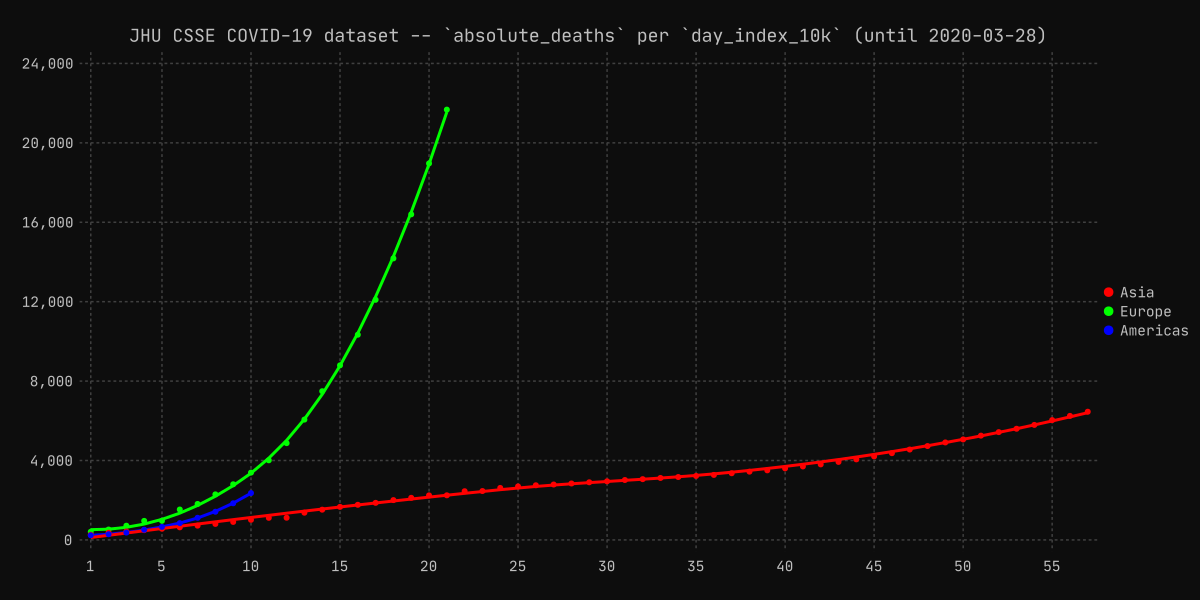 JHU CSSE COVID-19 dataset -- `absolute_deaths` per `day_index_10k` (until 2020-03-28)
24,000
20,000
16,000
12,000
8,000
4,000
0
1 5 10 15 20 25 30 35 40 45 50 55
Asia
Europe
Americas